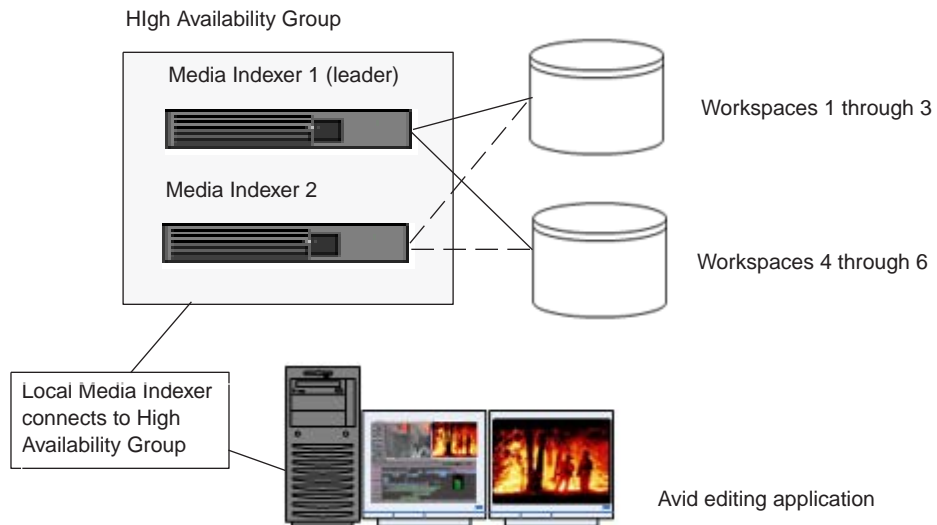 HIgh Availability Group
Media Indexer 1 (leader)
Workspaces 1 through 3
Media Indexer 2
Workspaces 4 through 6
Local Media Indexer
connects to High
Availability Group
Avid editing application